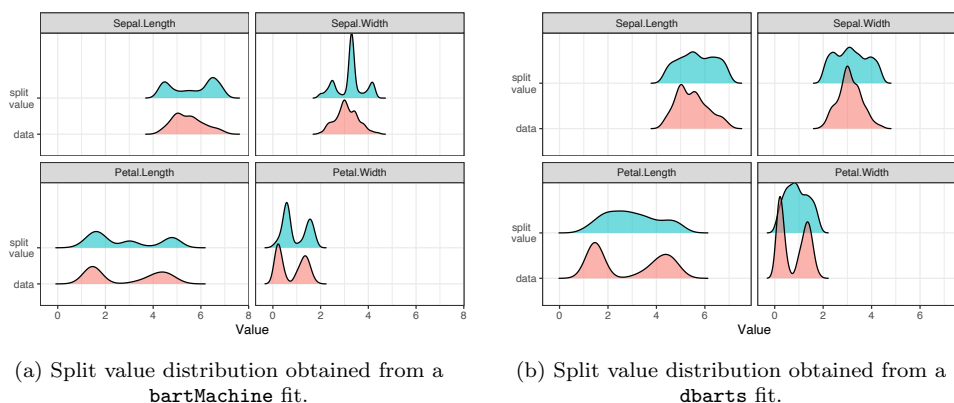 Sepal.Length
Sepal.Width
split
value
data
Petal.Length
Petal.Width
split
value
data
0 2 4 6 8 0 2 4 6 8
Value
(a) Split value distribution obtained from a
bartMachine fit.
Sepal.Length
Sepal.Width
split
value
data
Petal.Length
Petal.Width
split
value
data
0 2 4 6 0 2 4 6
Value
(b) Split value distribution obtained from a
dbarts fit.